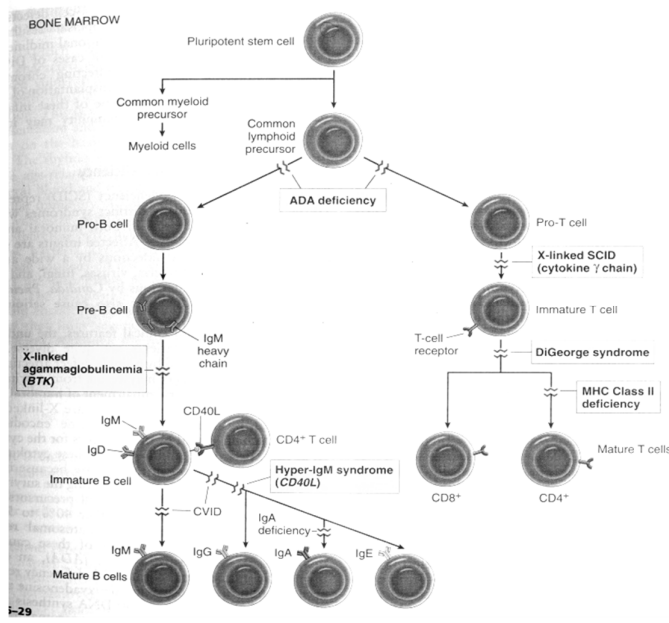 BONE MARROW
Pluripotent stem cell
Common myeloid
precursor
Myeloid cells
Common
lymphoid
precursor
ADA deficiency
Pro-B cell
Pro-T cell
X-linked SCID
(cytokine γ chain)
Pre-B cell
IgM
heavy
chain
Immature T cell
T-cell
receptor
X-linked
agammaglobulinemia
(BTK)
DiGeorge syndrome
MHC Class II
deficiency
IgM
IgD
CD40L
CD4+ T cell
Immature B cell
Hyper-IgM syndrome
(CD40L)
Mature T cells
CD8+
CD4+
CVID
IgA
deficiency
IgM
IgG
IgA
IgE
Mature B cells
-29
DNA synthesis